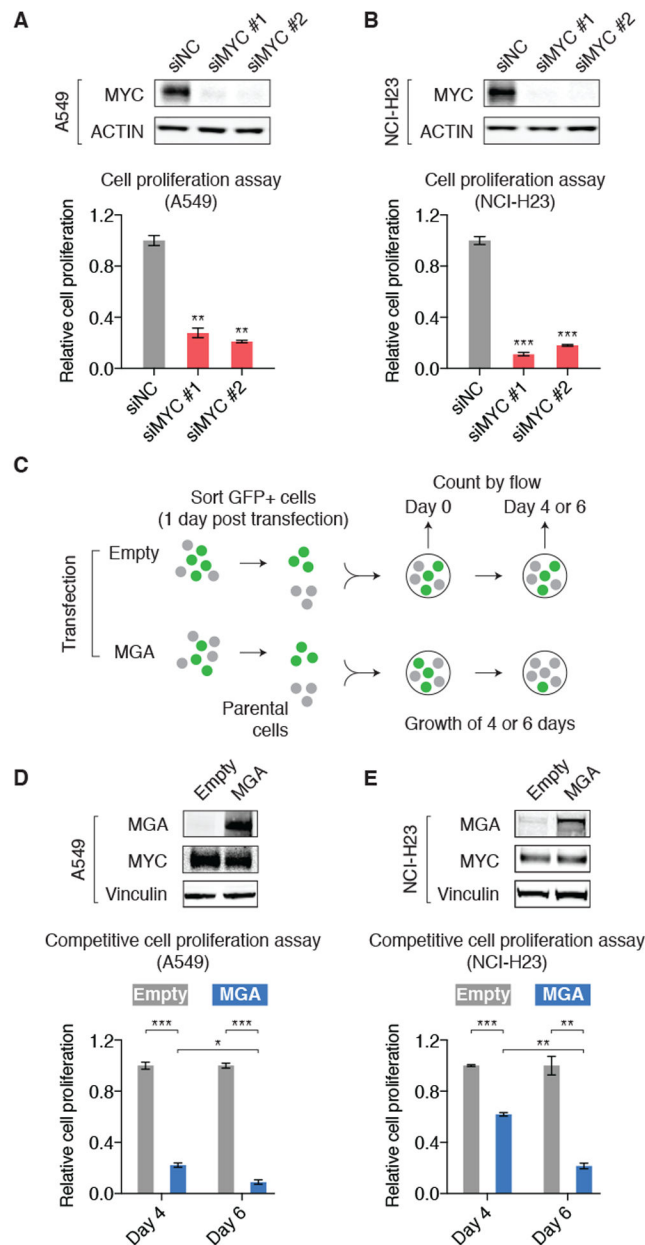 A
siNC
siMYC #1
siMYC #2
A549
MYC
ACTIN
Cell proliferation assay
(A549)
Relative cell proliferation
1.2
0.8
0.4
0.0
**
**
siNC
siMYC #1
siMYC #2
B
siNC
siMYC #1
siMYC #2
NCI-H23
MYC
ACTIN
Cell proliferation assay
(NCI-H23)
Relative cell proliferation
1.2
0.8
0.4
0.0
***
***
siNC
siMYC #1
siMYC #2
C
Sort GFP+ cells
(1 day post transfection)
Count by flow
Day 0
Day 4 or 6
Transfection
Empty
MGA
Parental
cells
Growth of 4 or 6 days
D
Empty
MGA
A549
MGA
MYC
Vinculin
Competitive cell proliferation assay
(A549)
Empty
MGA
Relative cell proliferation
1.2
0.8
0.4
0.0
***
***
*
Day 4
Day 6
E
Empty
MGA
NCI-H23
MGA
MYC
Vinculin
Competitive cell proliferation assay
(NCI-H23)
Empty
MGA
Relative cell proliferation
1.2
0.8
0.4
0.0
***
**
**
Day 4
Day 6